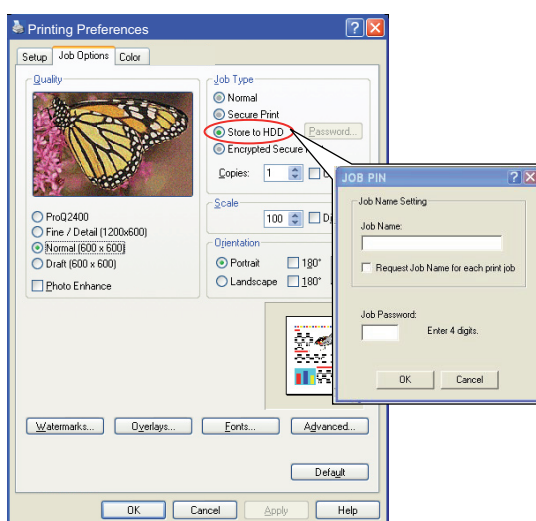 Printing Preferences
Setup
Job Options
Color
Quality
ProQ2400
Fine / Detail (1200x600)
Normal (600 x 600)
Draft (600 x 600)
Photo Enhance
Job Type
Normal
Secure Print
Store to HDD
Password...
Encrypted Secure
Copies: 1
Scale
100
Orientation
Portrait
180°
Landscape
180°
Watermarks...
Overlays...
Fonts...
Advanced...
Default
OK
Cancel
Apply
Help
JOB PIN
Job Name Setting
Job Name:
Request Job Name for each print job
Job Password:
Enter 4 digits.
OK
Cancel